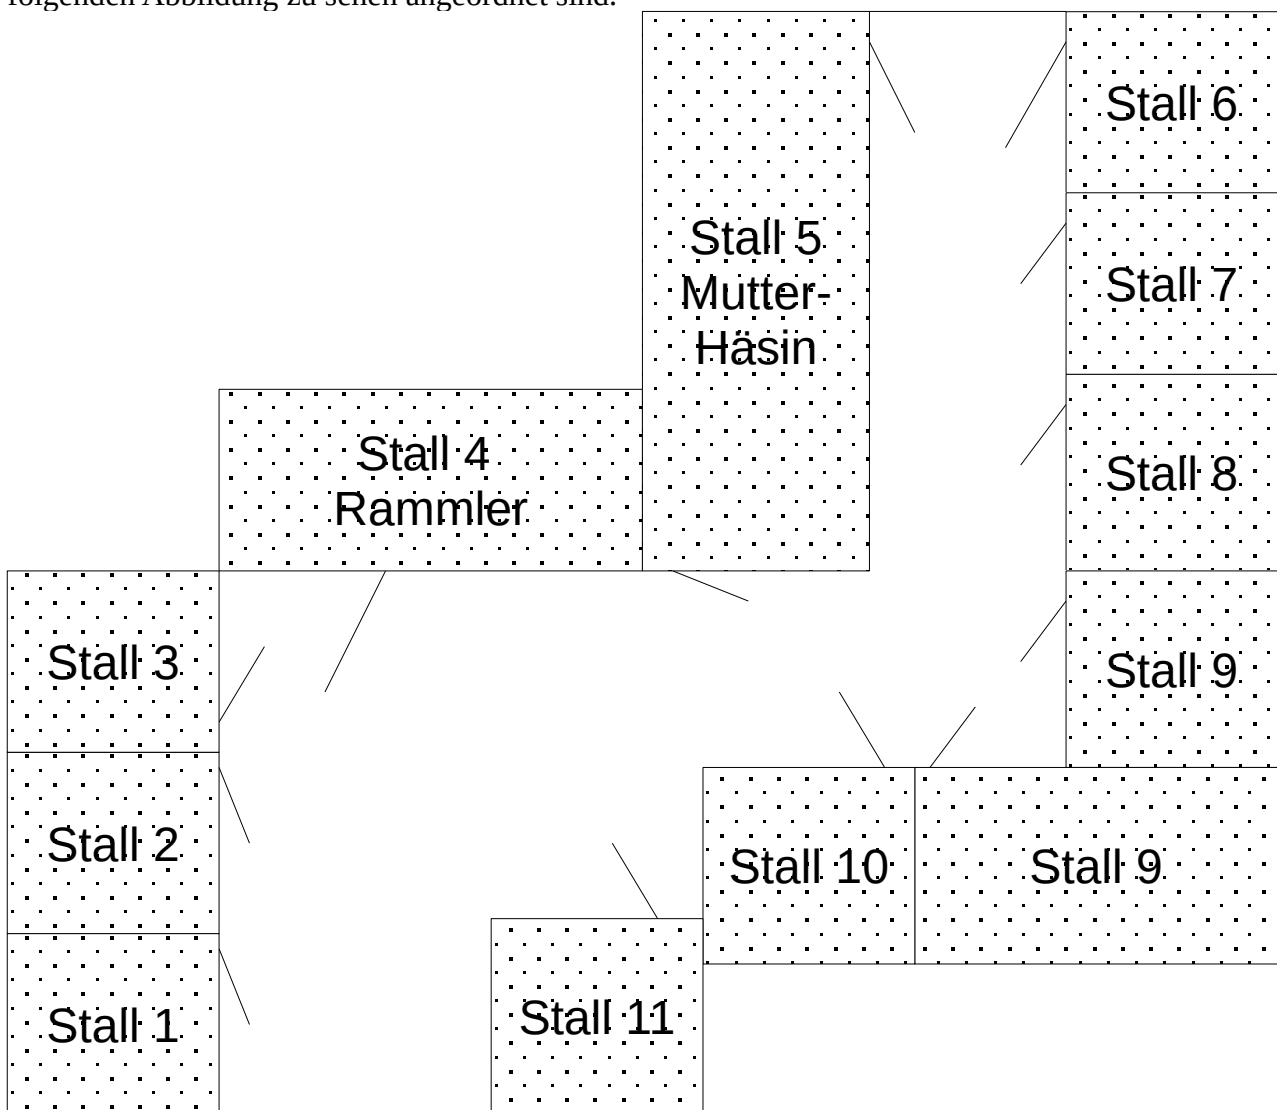 folgenden Abbildung zu sehen angeordnet sind.
Stall 6
Stall 5
Mutter-
Häsin
Stall 7
Stall 4
Rammler
Stall 8
Stall 3
Stall 9
Stall 2
Stall 10
Stall 9
Stall 11
Stall 1